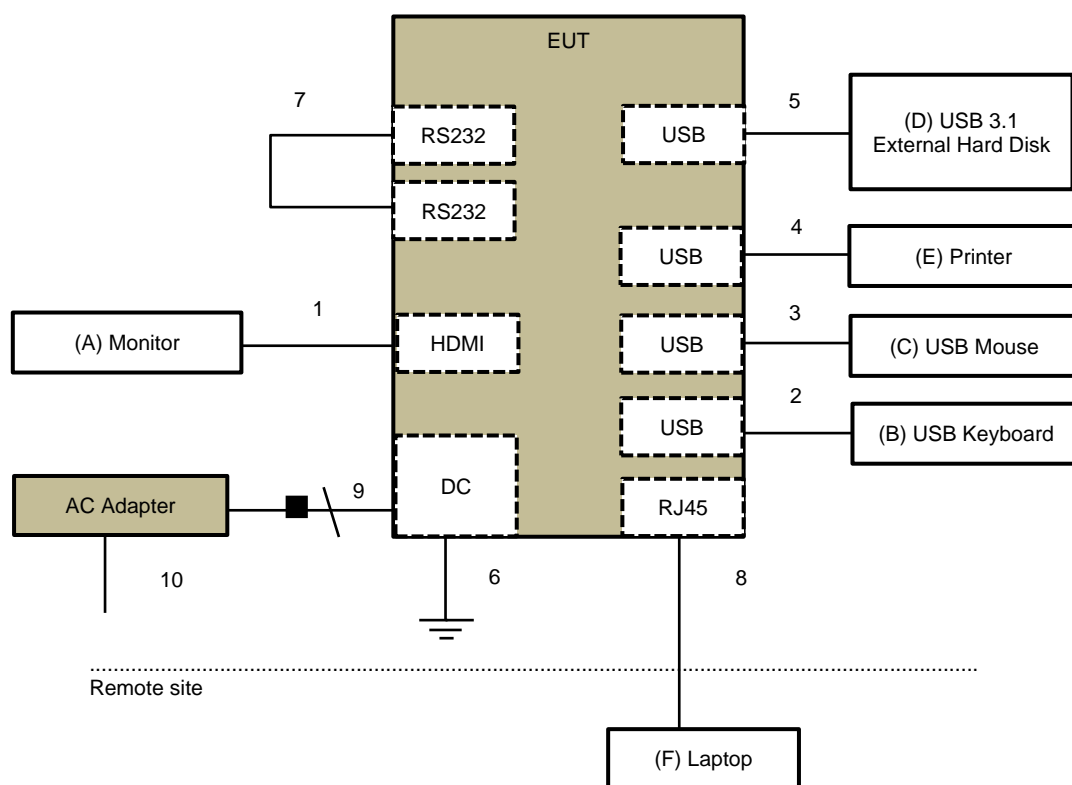 EUT
7
5
RS232
USB
(D) USB 3.1
External Hard Disk
RS232
4
USB
(E) Printer
1
3
(A) Monitor
HDMI
USB
(C) USB Mouse
2
USB
(B) USB Keyboard
AC Adapter
9
DC
RJ45
10
6
8
Remote site
(F) Laptop